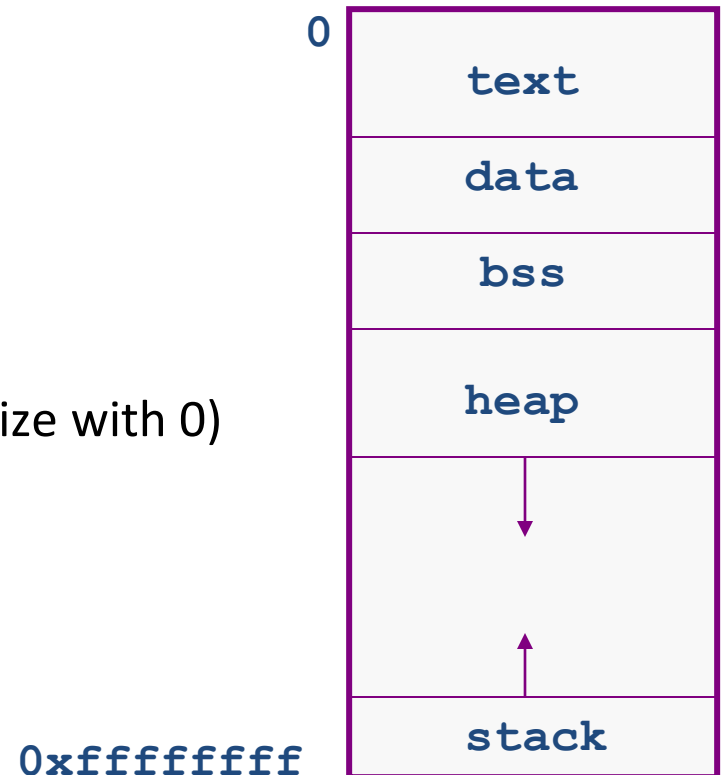 0
text
data
bss
heap
ize with 0)
stack
0xffffffff